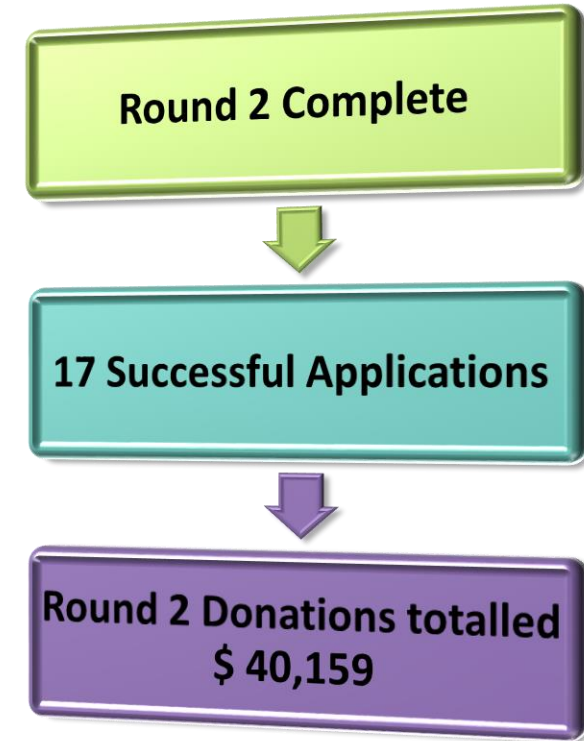 Round 2 Complete
17 Successful Applications
Round 2 Donations totalled
$ 40,159